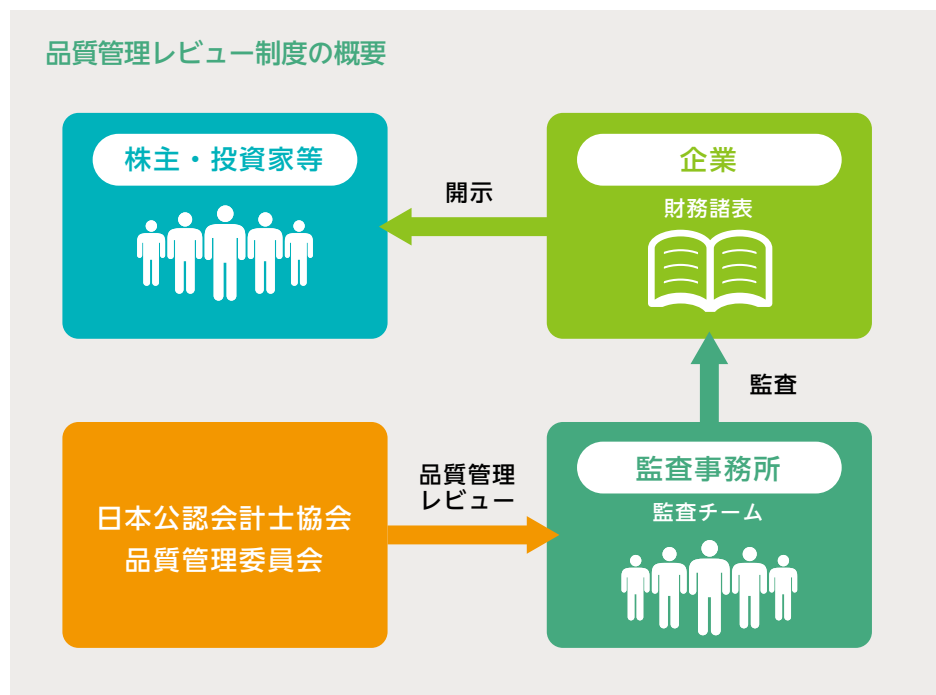 品質管理レビュー制度の概要
株主・投資家等
開示
企業
財務諸表
監査
日本公認会計士協会
品質管理委員会
品質管理
レビュー
監査事務所
監査チーム